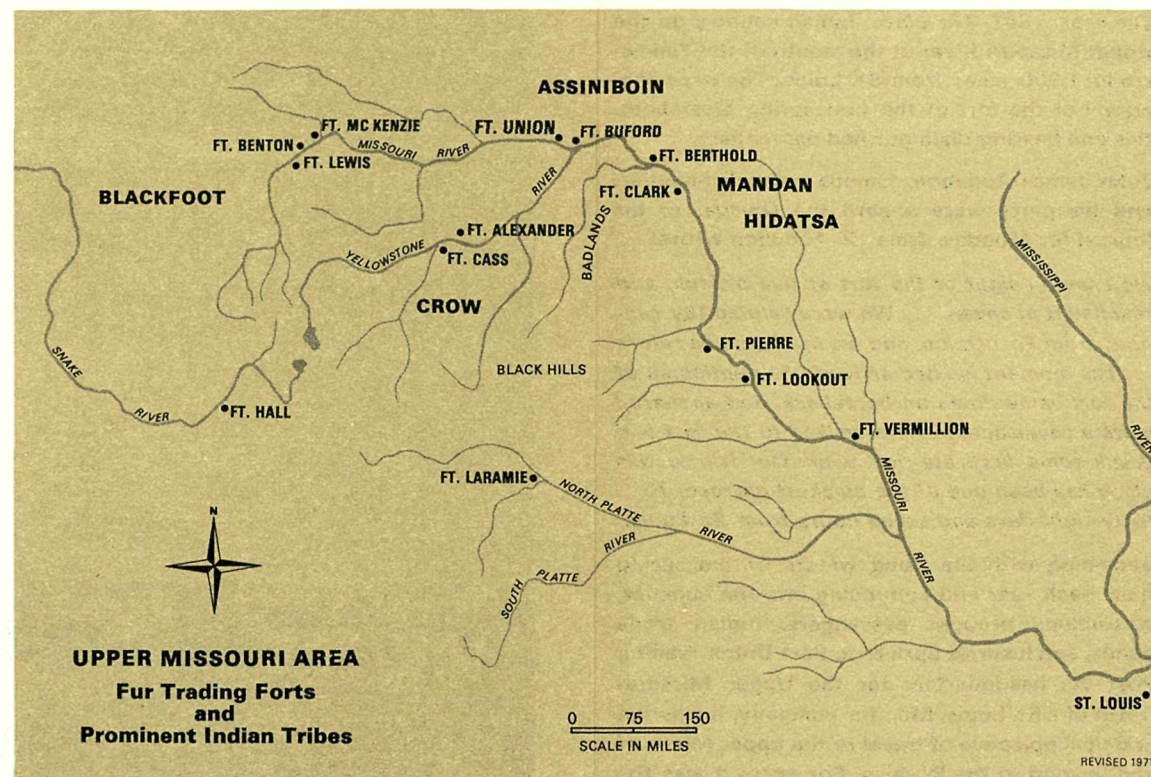 ASSINIBOIN
FT. MC KENZIE
FT. UNION
FT. BUFORD
FT. BENTON
MISSOURI RIVER
FT. LEWIS
FT. BERTHOLD
RIVER
BLACKFOOT
FT. CLARK
MANDAN
HIDATSA
BADLANDS
FT. ALEXANDER
YELLOWSTONE
FT. CASS
MISSISSIPPI
CROW
SNAKE
RIVER
FT. PIERRE
BLACK HILLS
FT. LOOKOUT
FT. HALL
FT. VERMILLION
RIVER
FT. LARAMIE
NORTH PLATTE
RIVER
MISSOURI
RIVER
RIVER
SOUTH
PLATTE
N
UPPER MISSOURI AREA
Fur Trading Forts
and
Prominent Indian Tribes
0 75 150
SCALE IN MILES
ST. LOUIS